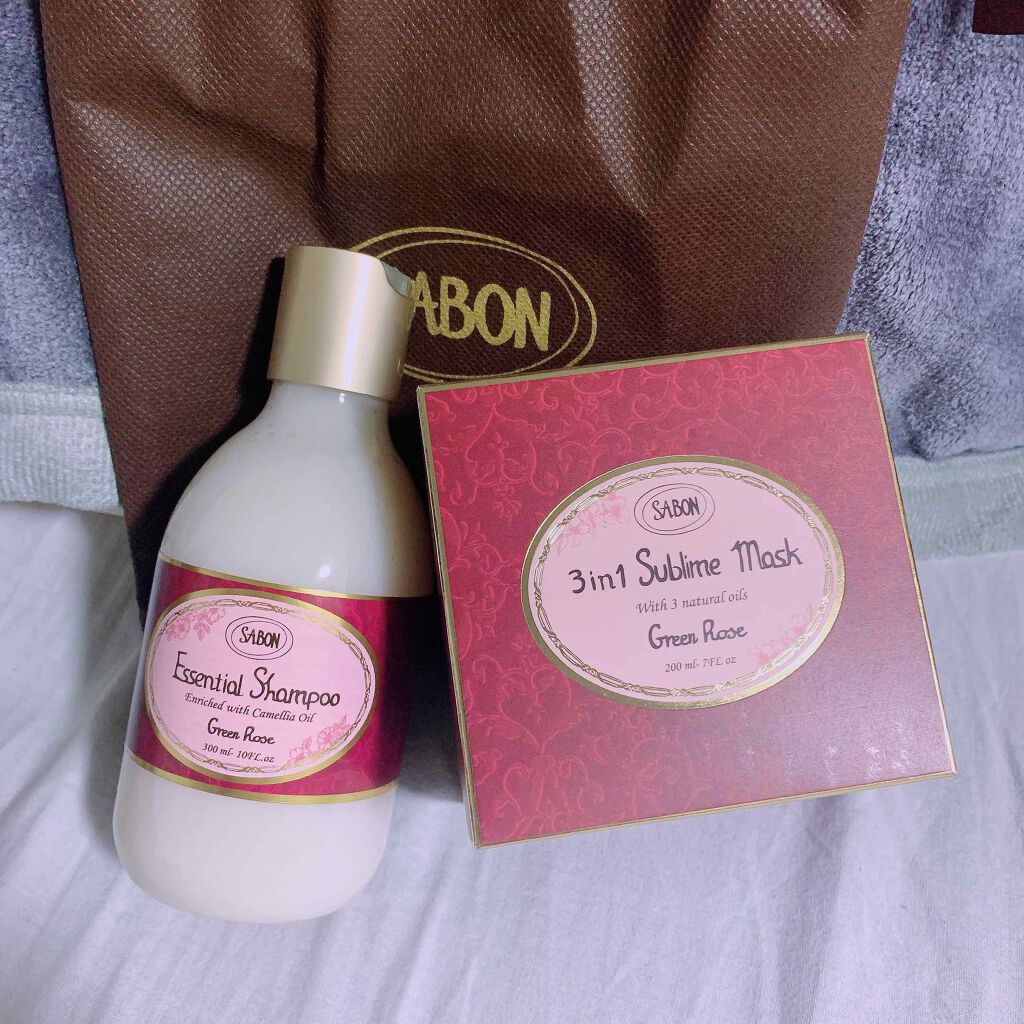 SABON
SABON
3in1 Sublime Mask
With 3 natural oils
Green Rose
200 ml- 7FL oz
SABON
Essential Shampoo
Enriched with Camellia Oil
Green Rose
300 ml- 10FL.oz